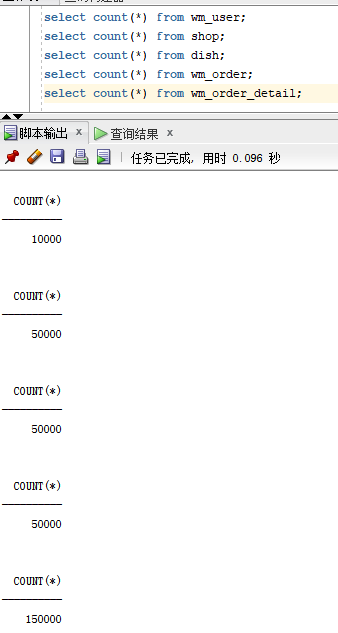 select count(*) from wm_user;
select count(*) from shop;
select count(*) from dish;
select count(*) from wm_order;
select count(*) from wm_order_detail;
脚本输出 x 查询结果 x
任务已完成, 用时 0.096 秒
COUNT(*)
----------
10000
COUNT(*)
----------
50000
COUNT(*)
----------
50000
COUNT(*)
----------
50000
COUNT(*)
----------
150000